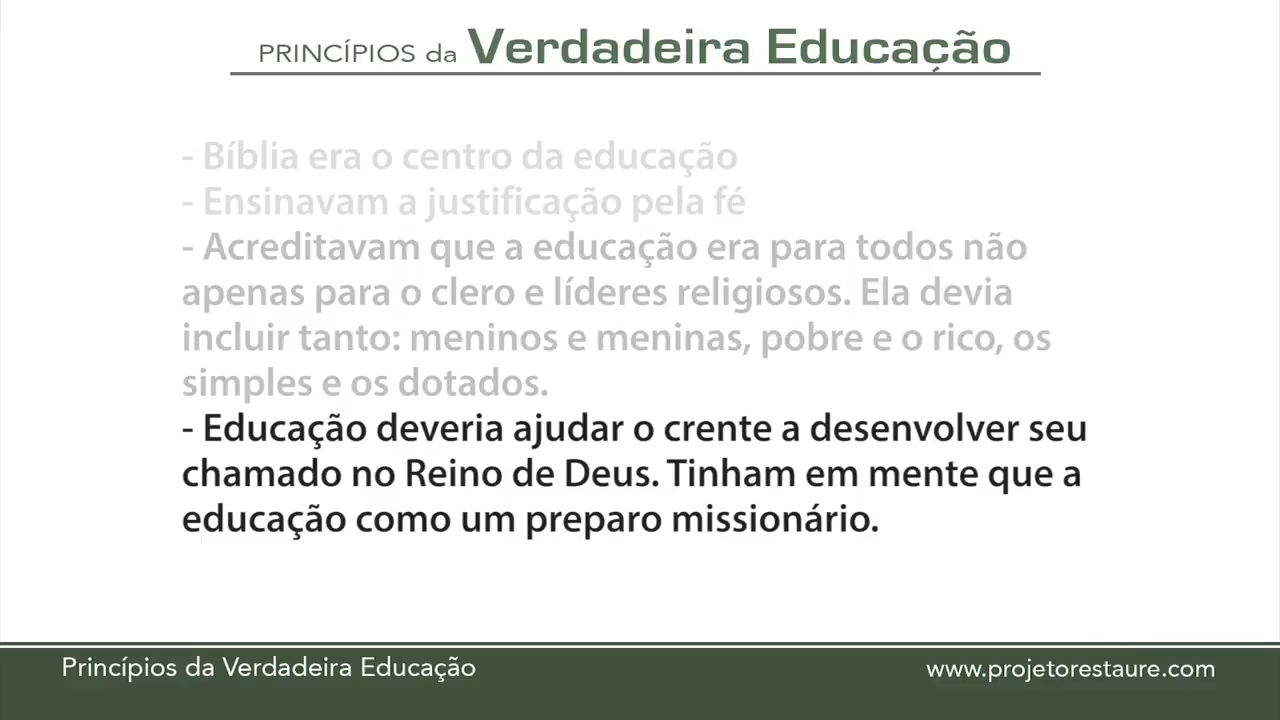 PRINCÍPIOS da Verdadeira Educação
- Bíblia era o centro da educação
- Ensinavam a justificação pela fé
- Acreditavam que a educação era para todos não
apenas para o clero e líderes religiosos. Ela devia
incluir tanto: meninos e meninas, pobre e o rico, os
simples e os dotados.
- Educação deveria ajudar o crente a desenvolver seu
chamado no Reino de Deus. Tinham em mente que a
educação como um preparo missionário.
Princípios da Verdadeira Educação
www.projetorestaure.com